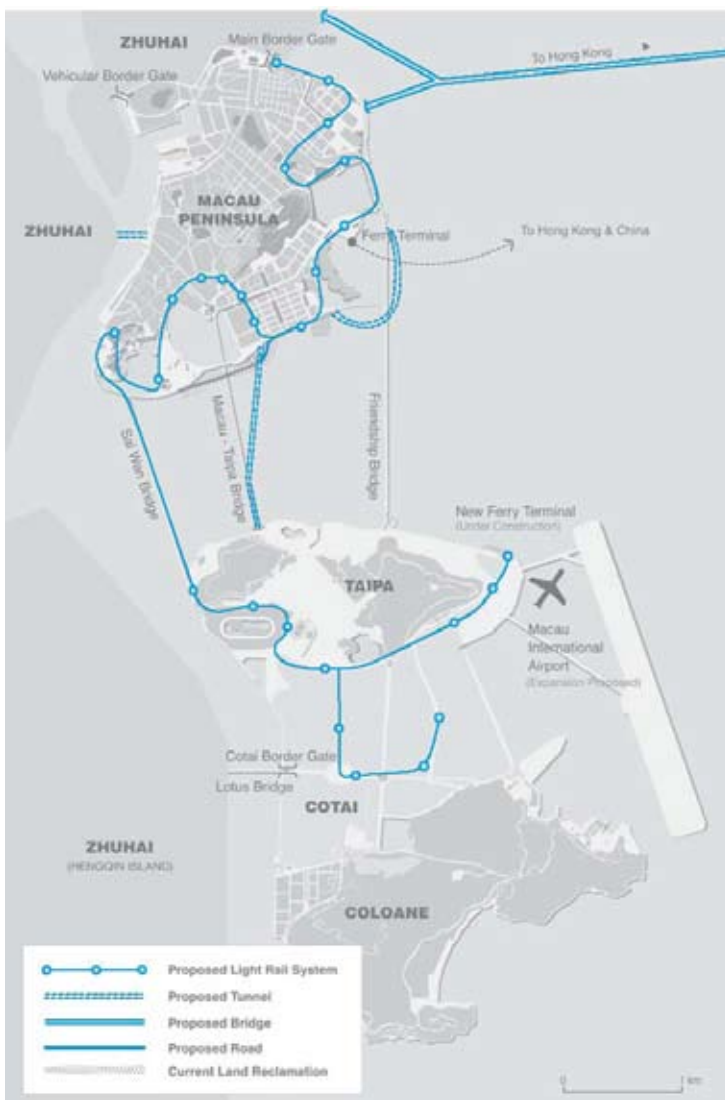 ZHUHAI
Main Border Gate
To Hong Kong
Vehicular Border Gate
MACAU
PENINSULA
ZHUHAI
Ferry Terminal
To Hong Kong & China
Sai Wan Bridge
Macau - Taipa Bridge
Friendship Bridge
New Ferry Terminal
(Under Construction)
TAIPA
Macau
International
Airport
(Expansion Proposed)
Cotai Border Gate
Lotus Bridge
COTAI
ZHUHAI
(HENGQIN ISLAND)
COLOANE
Proposed Light Rail System
Proposed Tunnel
Proposed Bridge
Proposed Road
Current Land Reclamation
0 1 km